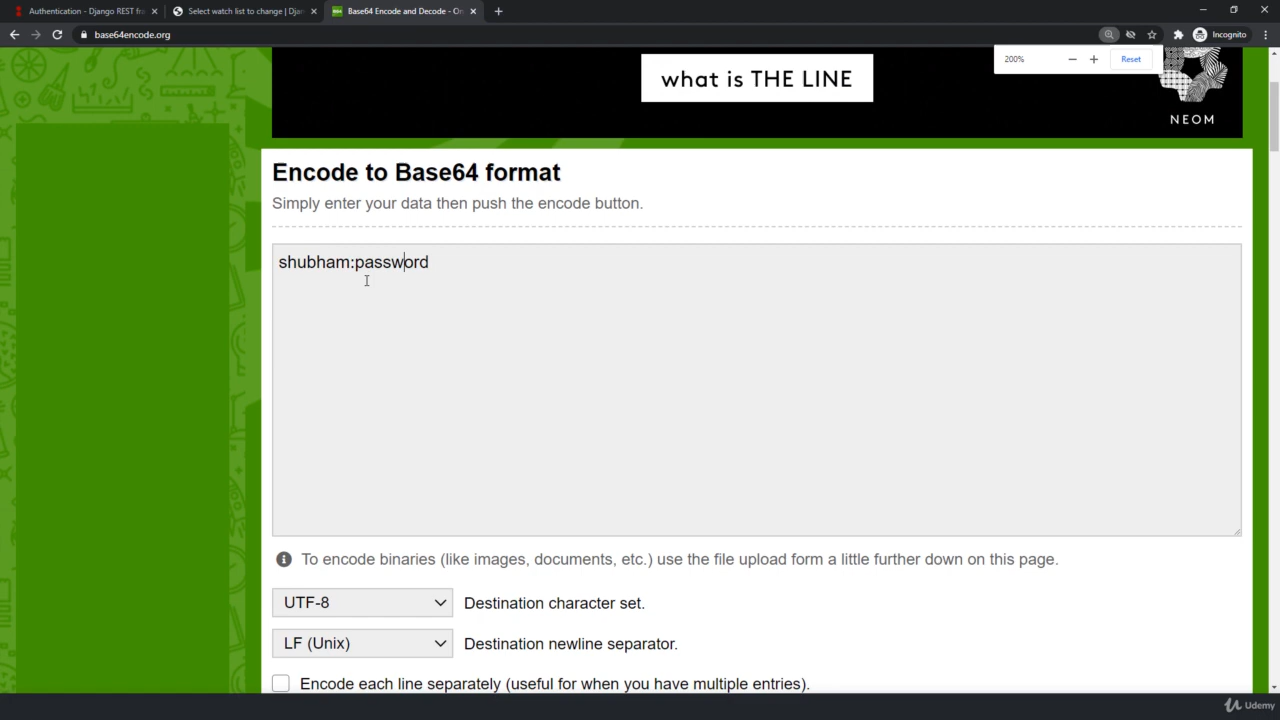 Authentication - Django REST fra
Select watch list to change | Djan
Base64 Encode and Decode - On
base64encode.org
Incognito
200%
Reset
what is THE LINE
NEOM
Encode to Base64 format
Simply enter your data then push the encode button.
shubham:password
To encode binaries (like images, documents, etc.) use the file upload form a little further down on this page.
UTF-8 Destination character set.
LF (Unix) Destination newline separator.
Encode each line separately (useful for when you have multiple entries).
Udemy